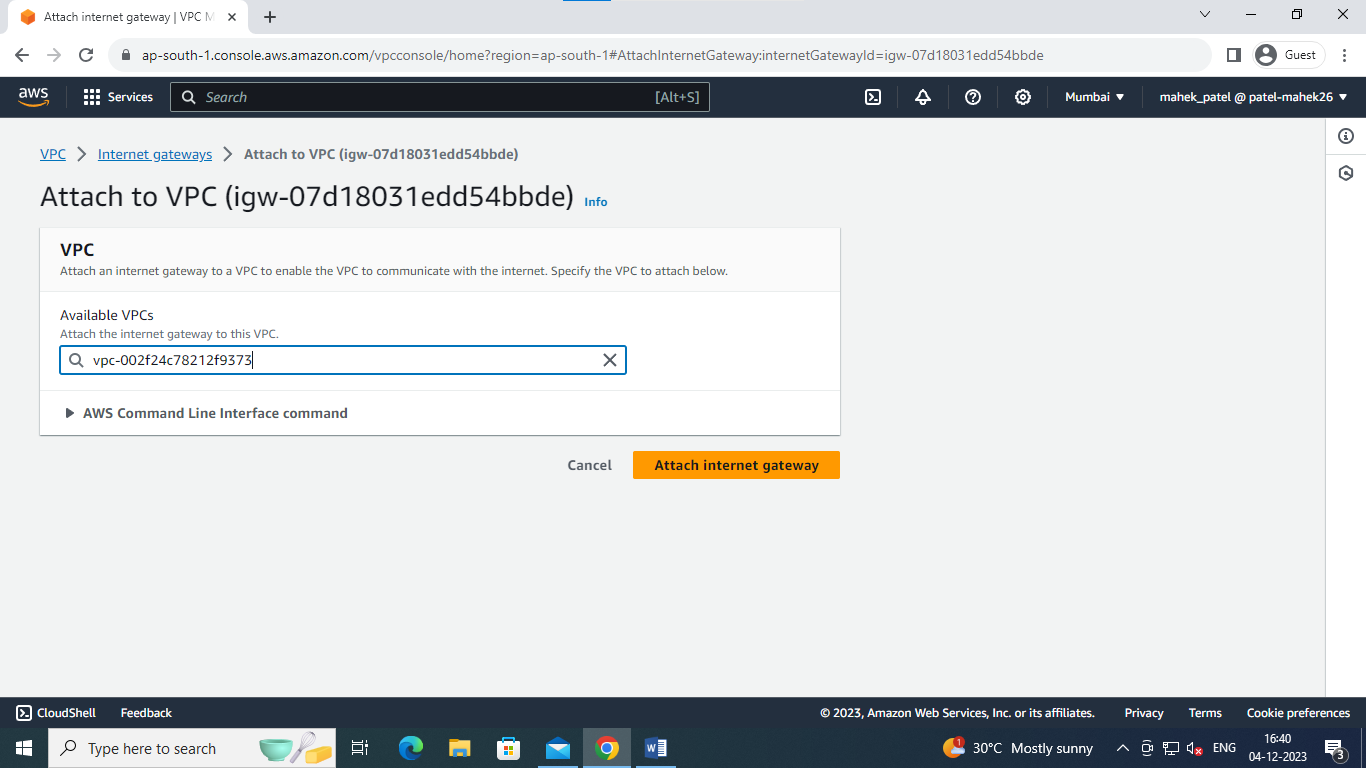 Attach internet gateway | VPC M
ap-south-1.console.aws.amazon.com/vpcconsole/home?region=ap-south-1#AttachInternetGateway:internetGatewayId=igw-07d18031edd54bbde
Guest
aws
Services
Search
[Alt+S]
Mumbai
mahek_patel @ patel-mahek26
VPC
Internet gateways
Attach to VPC (igw-07d18031edd54bbde)
Attach to VPC (igw-07d18031edd54bbde) Info
VPC
Attach an internet gateway to a VPC to enable the VPC to communicate with the internet. Specify the VPC to attach below.
Available VPCs
Attach the internet gateway to this VPC.
vpc-002f24c78212f9373
AWS Command Line Interface command
Cancel
Attach internet gateway
CloudShell
Feedback
© 2023, Amazon Web Services, Inc. or its affiliates.
Privacy
Terms
Cookie preferences
Type here to search
1
30°C Mostly sunny
ENG
16:40
04-12-2023
3